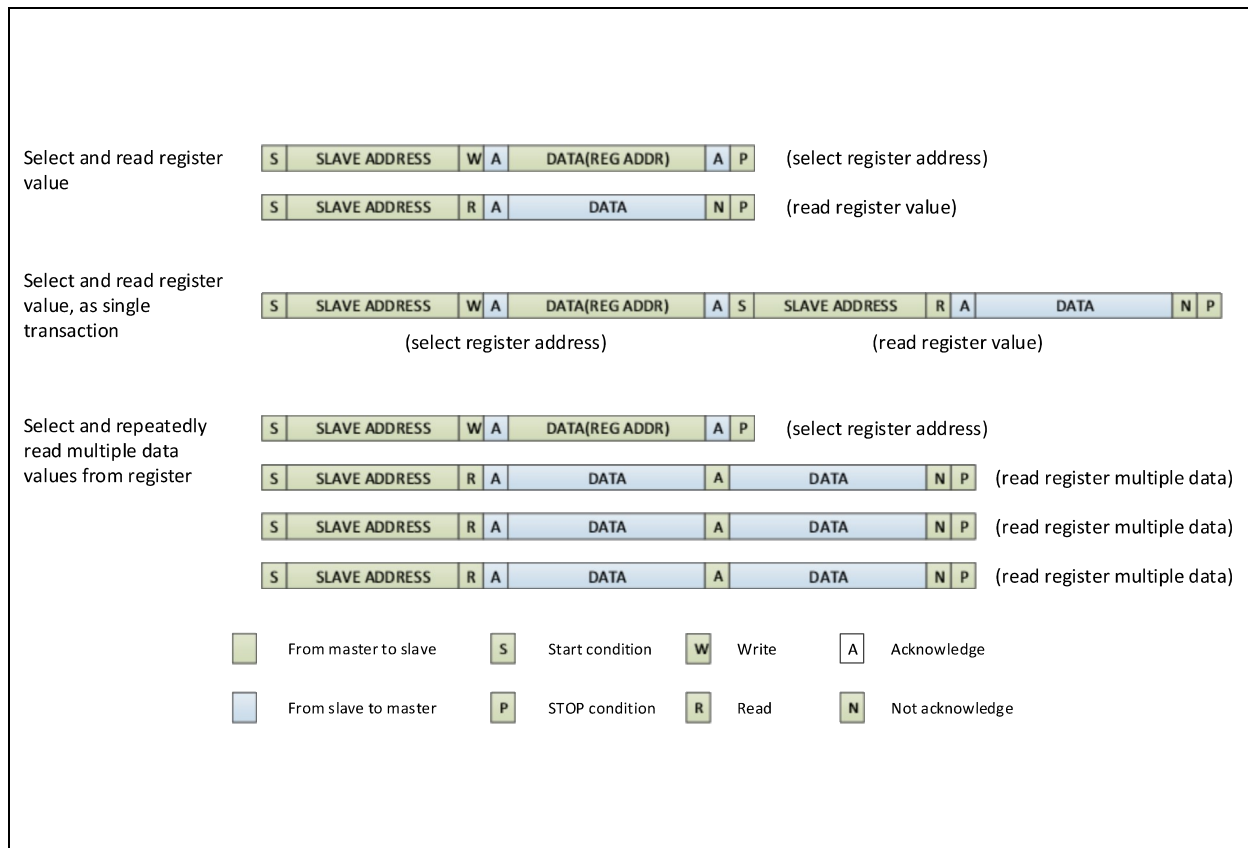 Select and read register
value
S SLAVE ADDRESS W A DATA(REG ADDR) A P (select register address)
S SLAVE ADDRESS R A DATA N P (read register value)
Select and read register
value, as single
transaction
S SLAVE ADDRESS W A DATA(REG ADDR) A S SLAVE ADDRESS R A DATA N P
(select register address) (read register value)
Select and repeatedly
read multiple data
values from register
S SLAVE ADDRESS W A DATA(REG ADDR) A P (select register address)
S SLAVE ADDRESS R A DATA A DATA N P (read register multiple data)
S SLAVE ADDRESS R A DATA A DATA N P (read register multiple data)
S SLAVE ADDRESS R A DATA A DATA N P (read register multiple data)
From master to slave S Start condition W Write A Acknowledge
From slave to master P STOP condition R Read N Not acknowledge